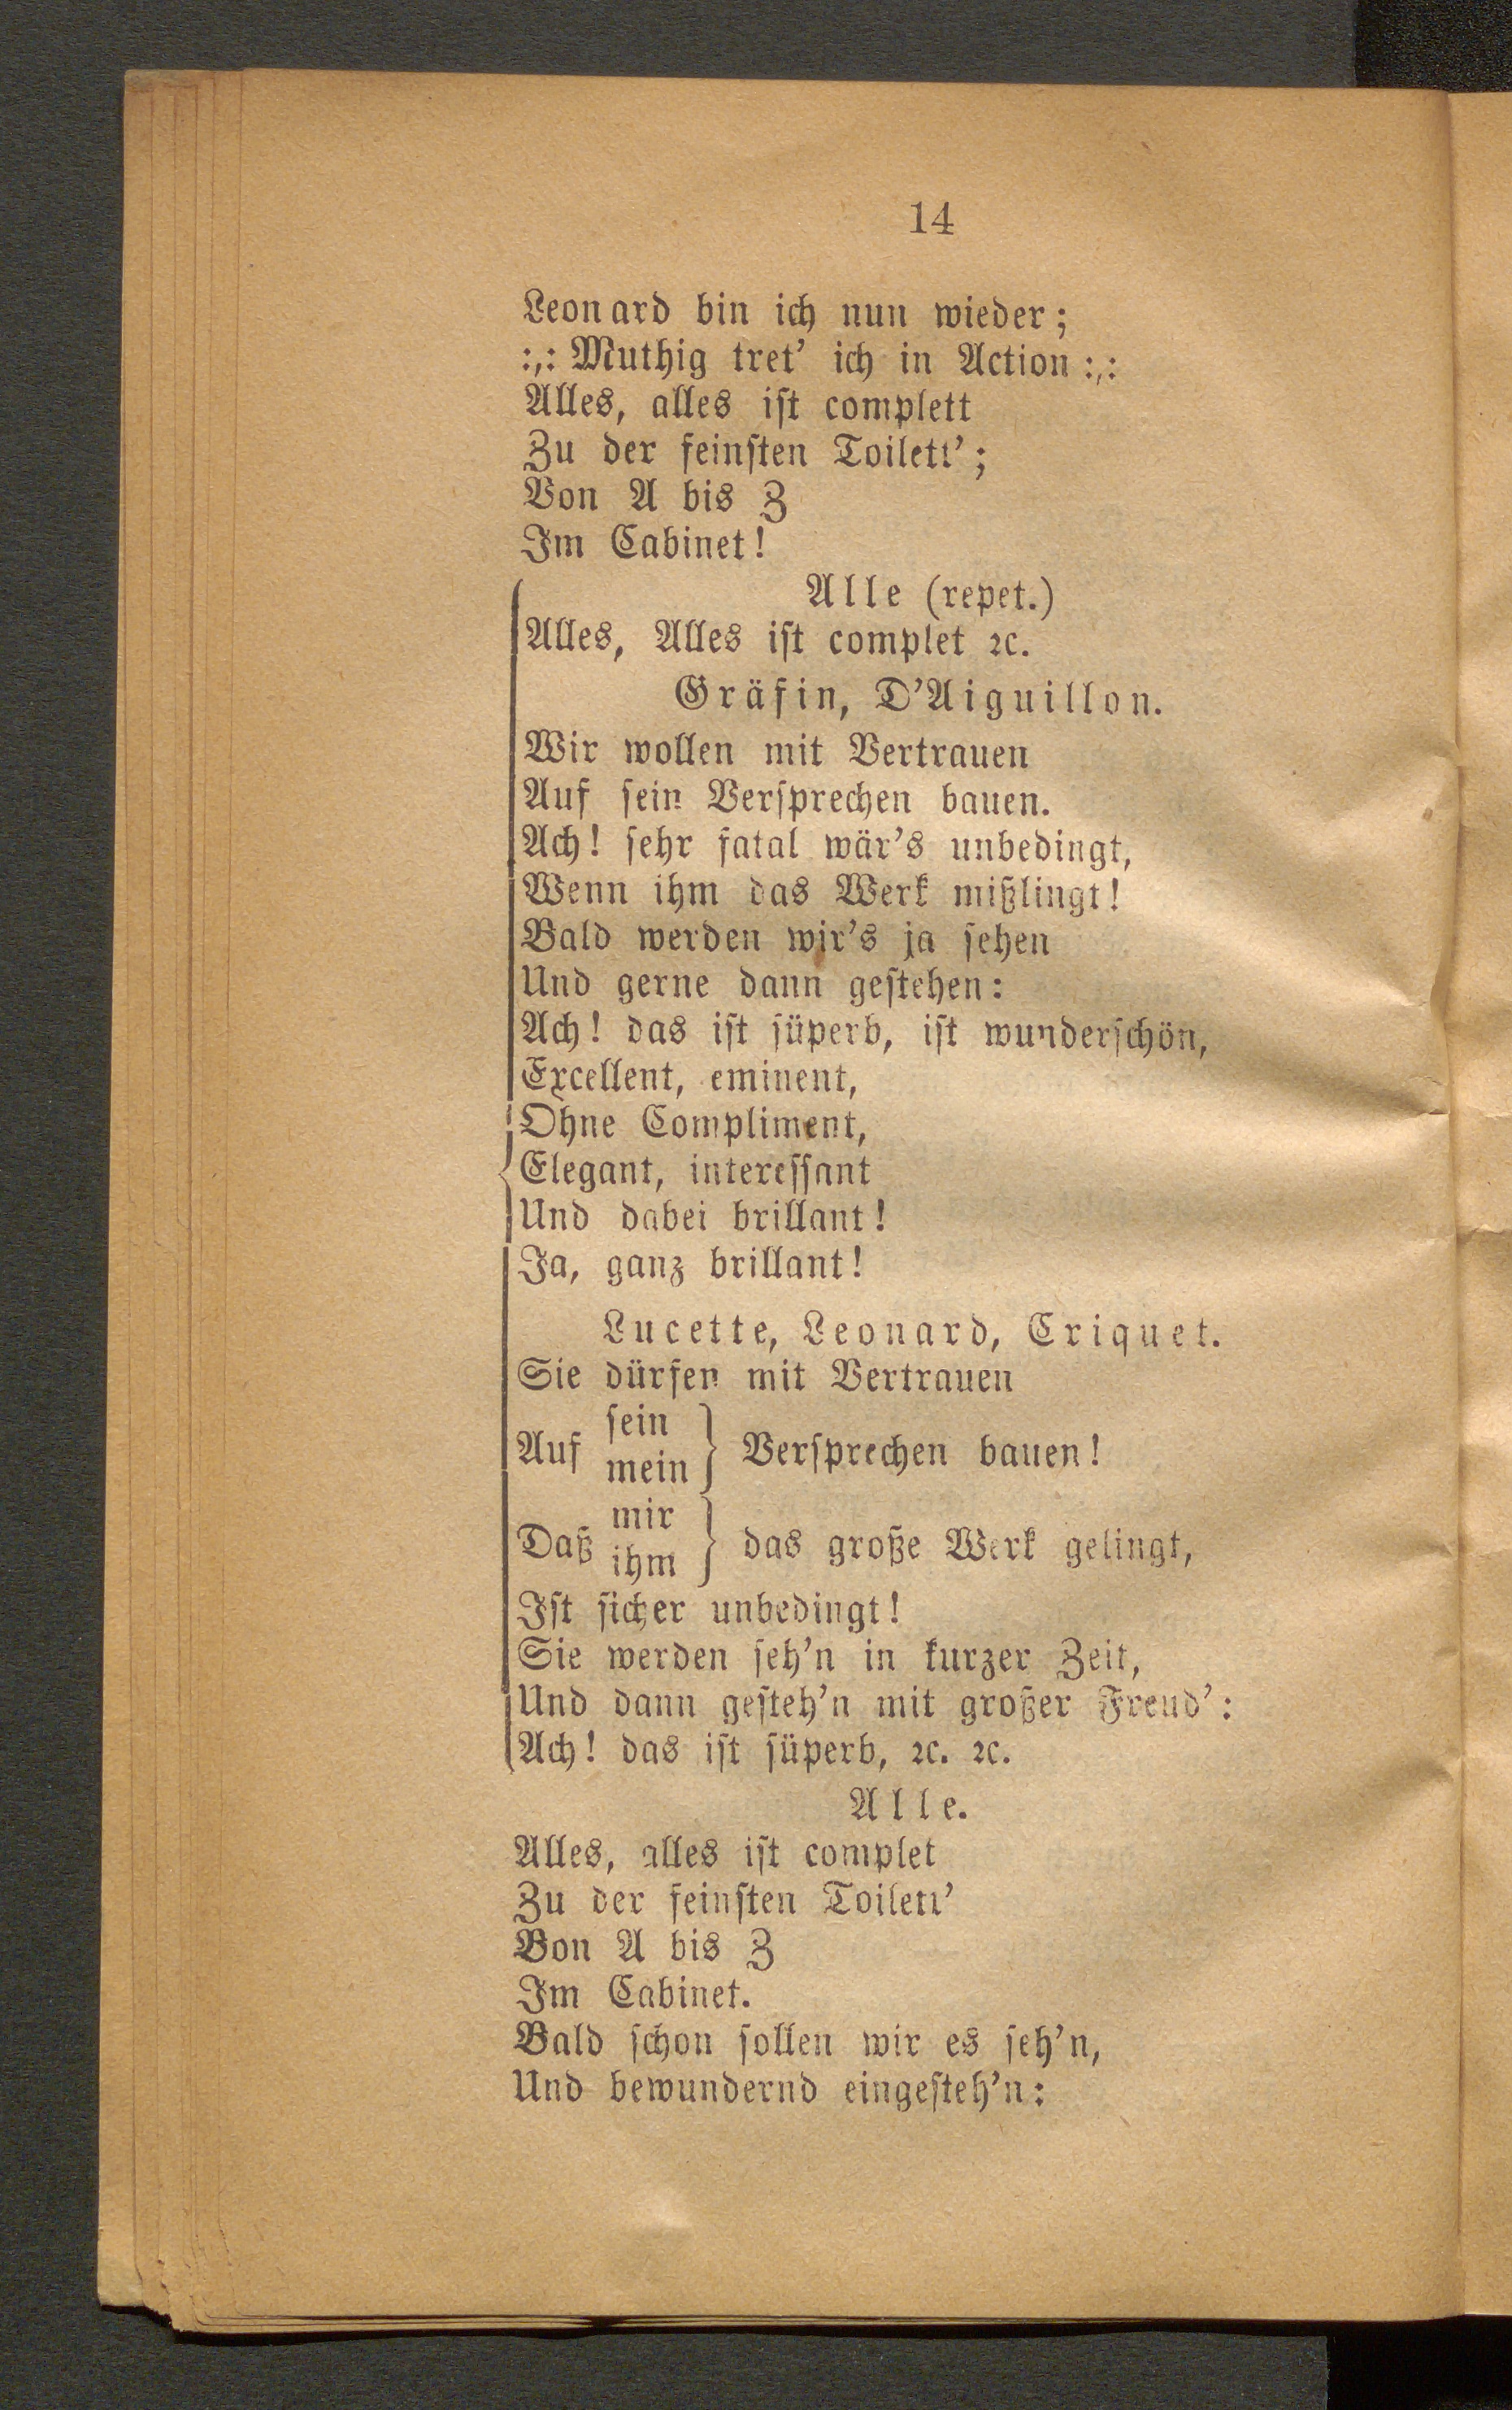 14
Leonard bin ich nun wieder;
:,: Muthig tret' ich in Action :,:
Alles, alles ist complett
Zu der feinsten Toilett';
Von A bis Z
Im Cabinet!
Alle (repet.)
Alles, Alles ist complet ꝛc.
Gräfin, D'Aiguillon.
Wir wollen mit Vertrauen
Auf sein Versprechen bauen.
Ach! sehr fatal wär's unbedingt,
Wenn ihm das Werk mißlingt!
Bald werden wir's ja sehen
Und gerne dann gestehen:
Ach! das ist süperb, ist wunderschön,
Excellent, eminent,
Ohne Compliment,
Elegant, interessant
Und dabei brillant!
Ja, ganz brillant!
Lucette, Leonard, Criquet.
Sie dürfen mit Vertrauen
Auf sein
mein } Versprechen bauen!
Daß mir
ihm } das große Werk gelingt,
Ist sicher unbedingt!
Sie werden seh'n in kurzer Zeit,
Und dann gesteh'n mit großer Freud':
Ach! das ist süperb, ꝛc. ꝛc.
Alle.
Alles, alles ist complet
Zu der feinsten Toilett'
Von A bis Z
Im Cabinet.
Bald schon sollen wir es seh'n,
Und bewundernd eingesteh'n: